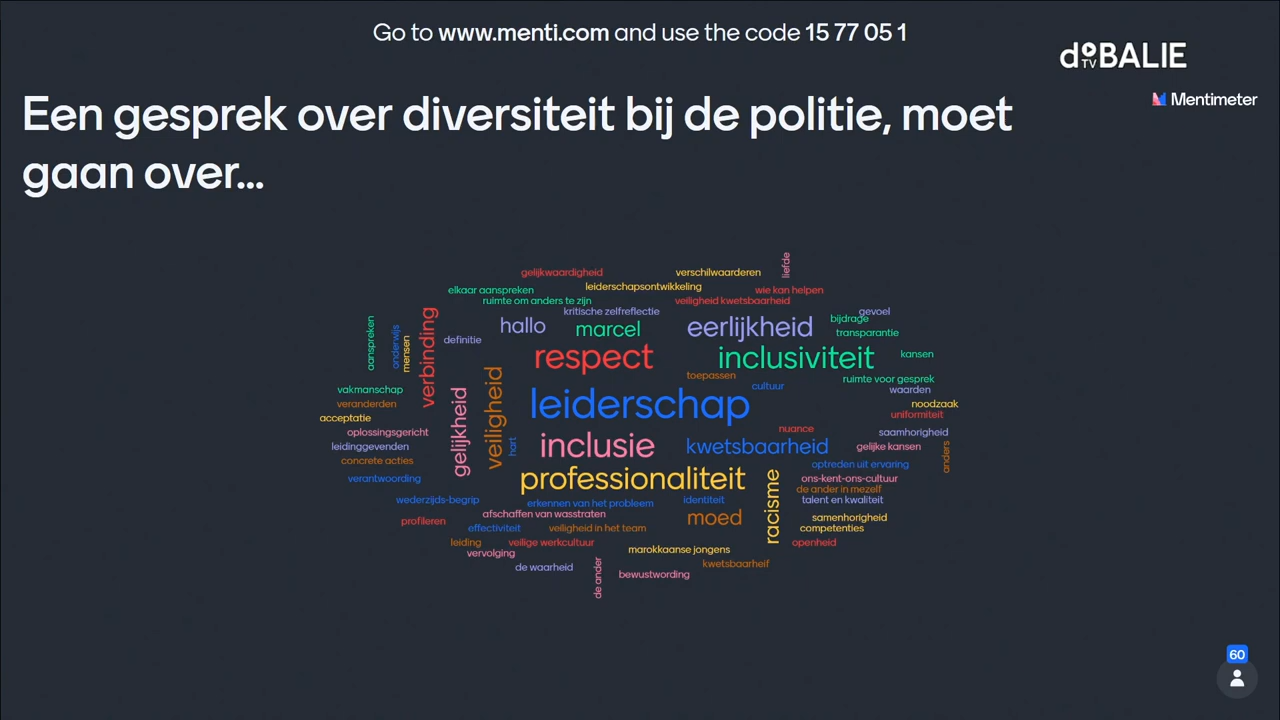 Go to www.menti.com and use the code 15 77 05 1
deBALIE
TV
Mentimeter
Een gesprek over diversiteit bij de politie, moet
gaan over...
liefde
gelijkwaardigheid
verschilwaarderen
elkaar aanspreken
leiderschapsontwikkeling
wie kan helpen
ruimte om anders te zijn
veiligheid kwetsbaarheid
kritische zelfreflectie
gevoel
aanspreken
onderwijs
mensen
verbinding
definitie
hallo
marcel
eerlijkheid
bijdrage
transparantie
respect
inclusiviteit
kansen
toepassen
cultuur
ruimte voor gesprek
vakmanschap
waarden
veranderden
noodzaak
acceptatie
uniformiteit
gelijkheid
veiligheid
hart
leiderschap
nuance
oplossingsgericht
saamhorigheid
leidinggevenden
inclusie
kwetsbaarheid
gelijke kansen
anders
concrete acties
optreden uit ervaring
verantwoording
professionaliteit
racisme
ons-kent-ons-cultuur
de ander in mezelf
wederzijds-begrip
erkennen van het probleem
identiteit
talent en kwaliteit
afschaffen van wasstraten
moed
samenhorigheid
profileren
effectiviteit
veiligheid in het team
competenties
leiding
veilige werkcultuur
openheid
vervolging
marokkaanse jongens
de waarheid
de ander
kwetsbaarheif
bewustwording
60